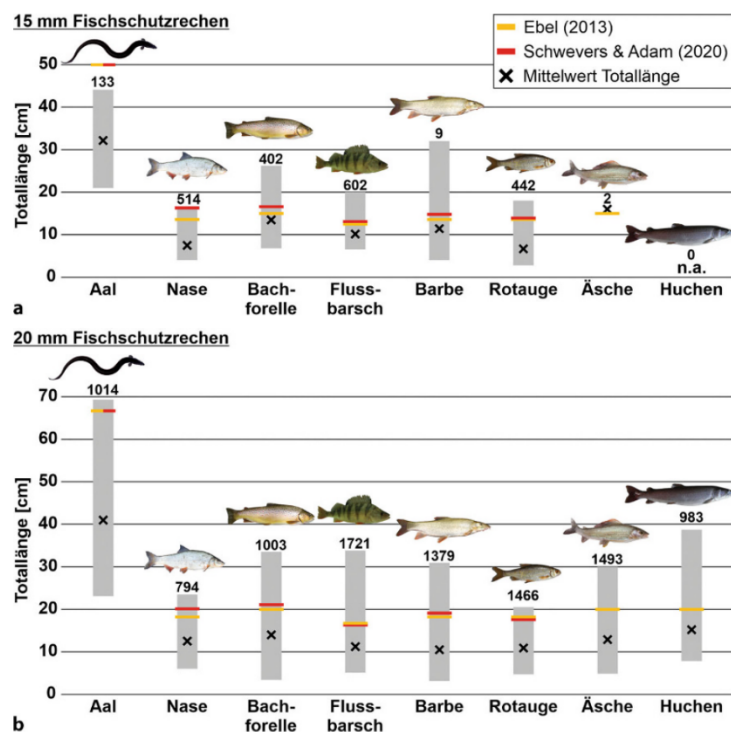 15 mm Fischschutzrechen
Ebel (2013)
Schwevers & Adam (2020)
Mittelwert Totallänge
Totallänge [cm]
50
40
30
20
10
0
133
514
402
602
9
442
2
0
n.a.
Aal
Nase
Bach-
forelle
Fluss-
barsch
Barbe
Rotauge
Äsche
Huchen
a
20 mm Fischschutzrechen
Totallänge [cm]
70
60
50
40
30
20
10
0
1014
794
1003
1721
1379
1466
1493
983
Aal
Nase
Bach-
forelle
Fluss-
barsch
Barbe
Rotauge
Äsche
Huchen
b